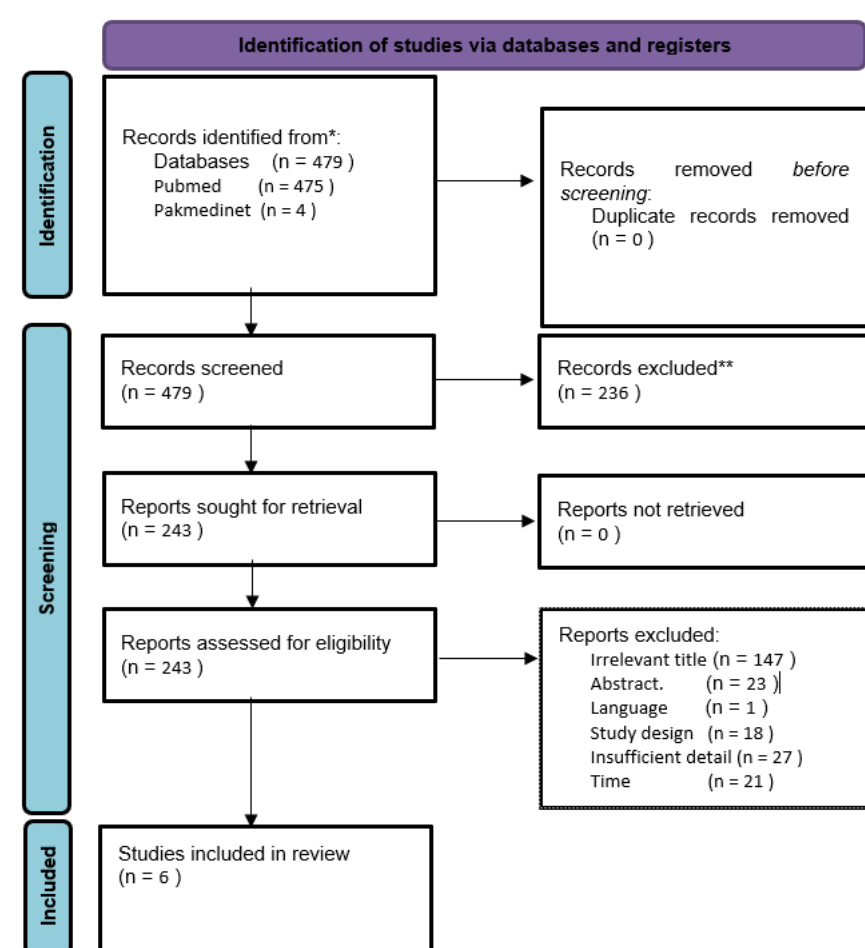 Identification of studies via databases and registers
Identification
Records identified from*:
Databases (n = 479 )
Pubmed (n = 475)
Pakmedinet (n = 4 )
Records removed before
screening:
Duplicate records removed
(n = 0 )
Screening
Records screened
(n = 479 )
Records excluded**
(n = 236 )
Reports sought for retrieval
(n = 243 )
Reports not retrieved
(n = 0 )
Reports assessed for eligibility
(n = 243 )
Reports excluded:
Irrelevant title (n = 147 )
Abstract. (n = 23 )
Language (n = 1 )
Study design (n = 18 )
Insufficient detail (n = 27 )
Time (n = 21 )
Included
Studies included in review
(n = 6 )